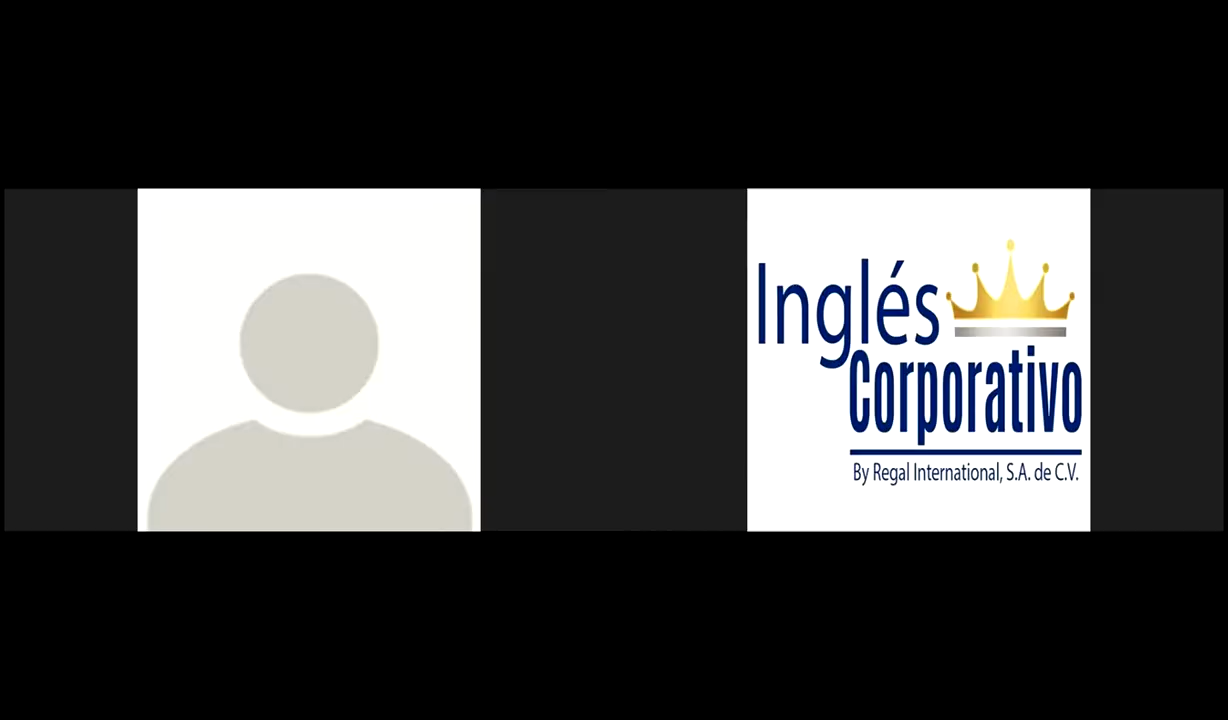 Inglés
Corporativo
By Regal International, S.A. de C.V.